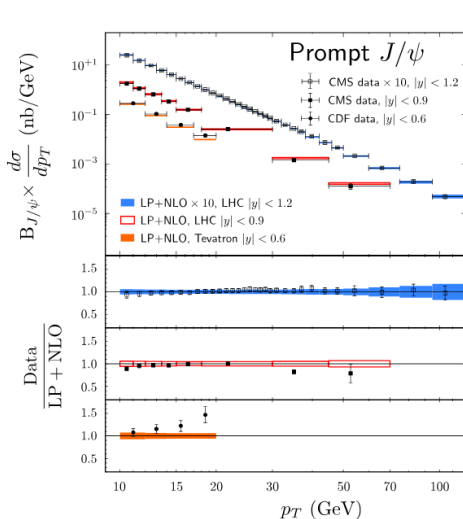 Prompt J/ψ
CMS data × 10, |y| < 1.2
CMS data, |y| < 0.9
CDF data, |y| < 0.6
10+1
10−1
10−3
10−5
B_{J/ψ} × dσ/dp_T (nb/GeV)
LP+NLO × 10, LHC |y| < 1.2
LP+NLO, LHC |y| < 0.9
LP+NLO, Tevatron |y| < 0.6
1.5
1.0
0.5
1.5
1.0
0.5
1.5
1.0
0.5
Data
LP + NLO
10 15 20 30 50 70 100
p_T (GeV)